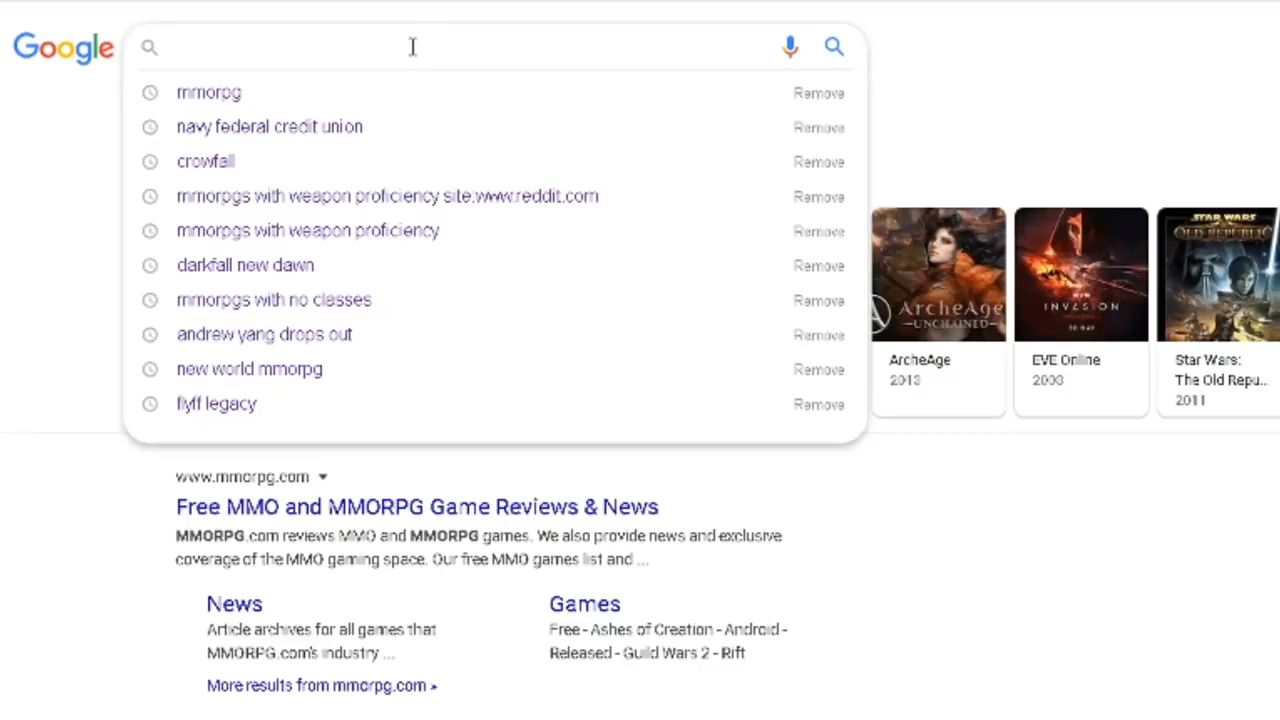 Google
mmorpg Remove
navy federal credit union Remove
crowfall Remove
mmorpgs with weapon proficiency site:www.reddit.com Remove
mmorpgs with weapon proficiency Remove
darkfall new dawn Remove
mmorpgs with no classes Remove
andrew yang drops out Remove
new world mmorpg Remove
flyff legacy Remove
ArcheAge
UNCHAINED
INVASION
STAR WARS
THE OLD REPUBLIC
ArcheAge
2013
EVE Online
2003
Star Wars:
The Old Repu...
2011
www.mmorpg.com
Free MMO and MMORPG Game Reviews & News
MMORPG.com reviews MMO and MMORPG games. We also provide news and exclusive
coverage of the MMO gaming space. Our free MMO games list and ...
News
Article archives for all games that
MMORPG.com's industry ...
More results from mmorpg.com »
Games
Free - Ashes of Creation - Android -
Released - Guild Wars 2 - Rift